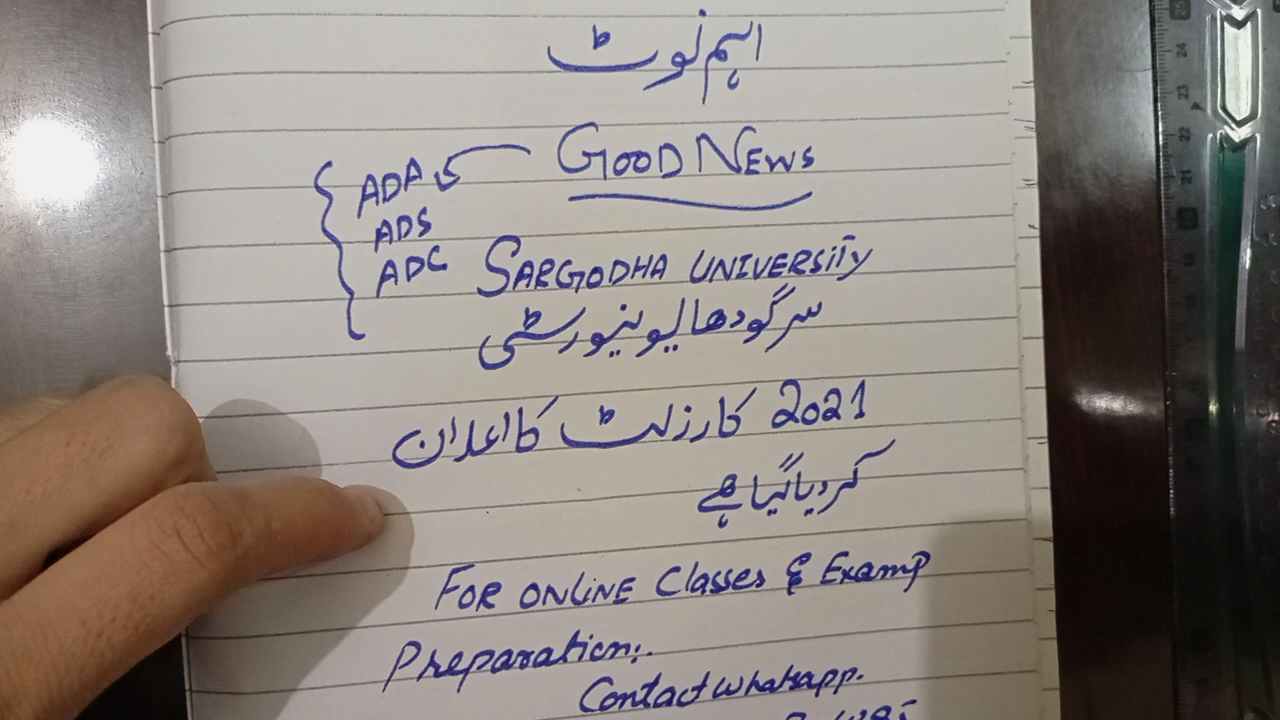 اہم نوٹ
GOOD NEWS
ADA کی
ADS
ADC
SARGODHA UNIVERSITY
سرگودھا یونیورسٹی
2021 کا رزلٹ کا اعلان
کر دیا گیا ہے
FOR ONLINE Classes & Examp
Preparation:.
Contact whatsapp.